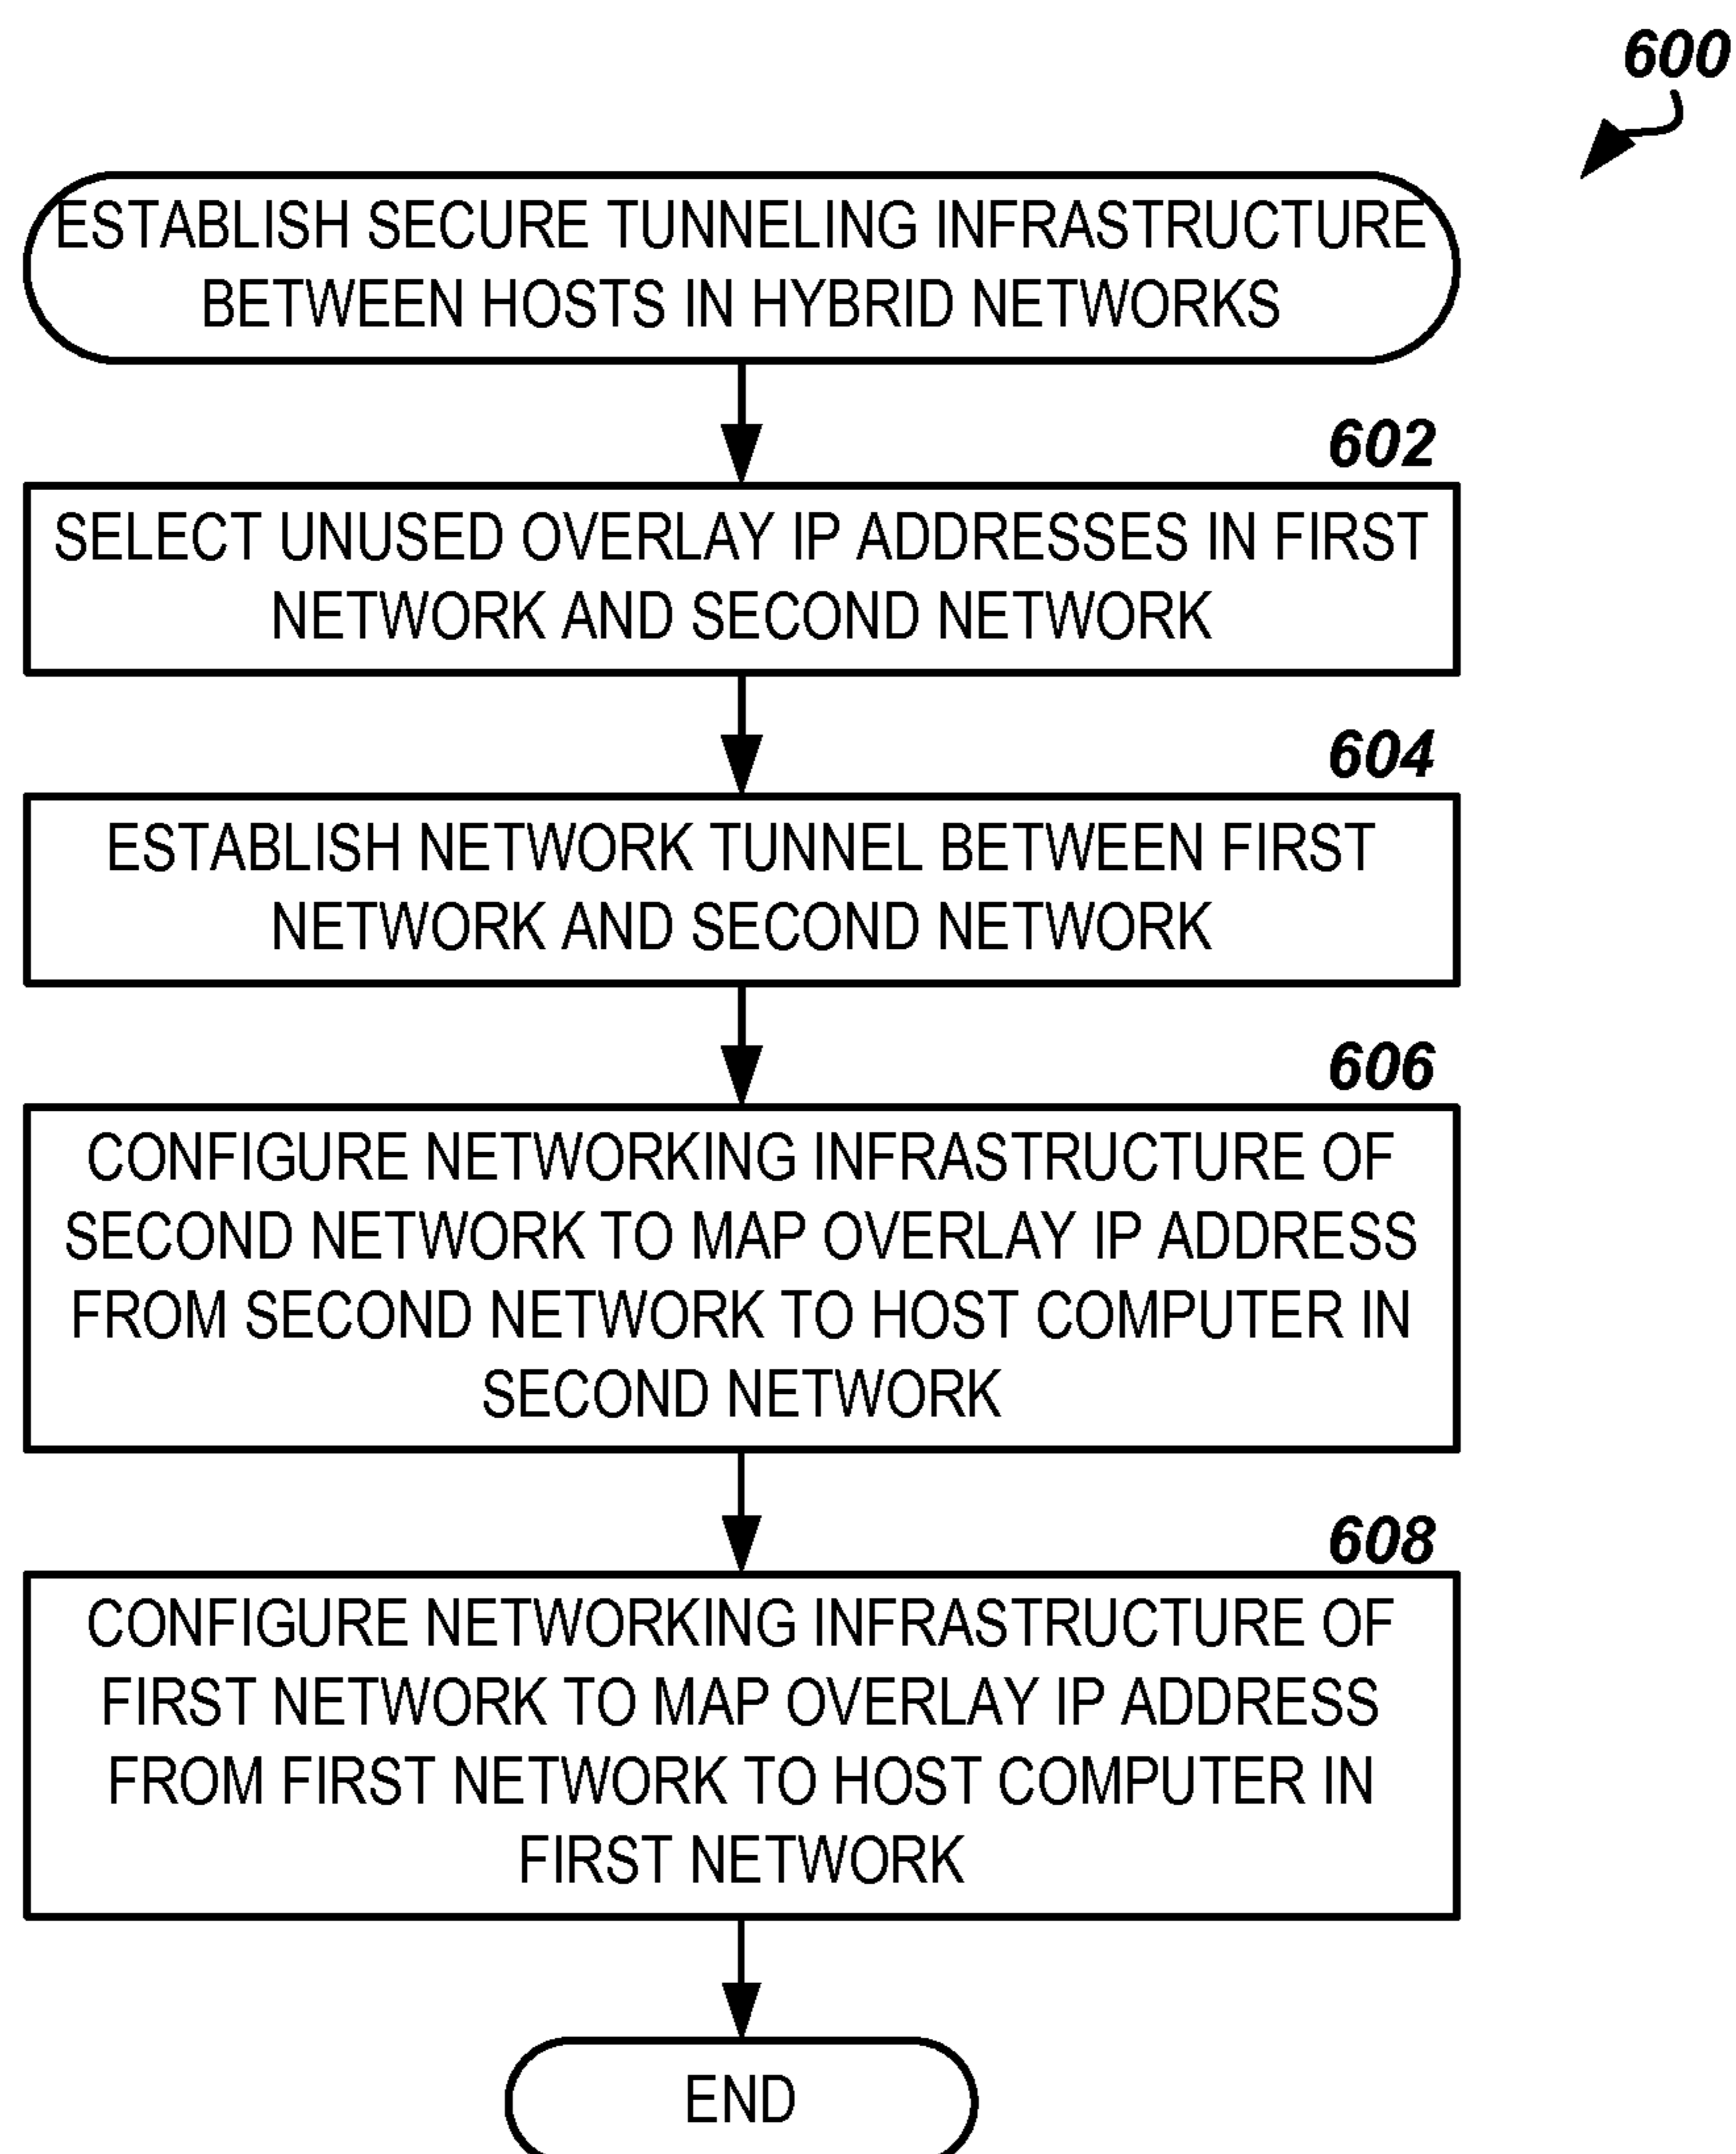 600
ESTABLISH SECURE TUNNELING INFRASTRUCTURE
BETWEEN HOSTS IN HYBRID NETWORKS
602
SELECT UNUSED OVERLAY IP ADDRESSES IN FIRST
NETWORK AND SECOND NETWORK
604
ESTABLISH NETWORK TUNNEL BETWEEN FIRST
NETWORK AND SECOND NETWORK
606
CONFIGURE NETWORKING INFRASTRUCTURE OF
SECOND NETWORK TO MAP OVERLAY IP ADDRESS
FROM SECOND NETWORK TO HOST COMPUTER IN
SECOND NETWORK
608
CONFIGURE NETWORKING INFRASTRUCTURE OF
FIRST NETWORK TO MAP OVERLAY IP ADDRESS
FROM FIRST NETWORK TO HOST COMPUTER IN
FIRST NETWORK
END